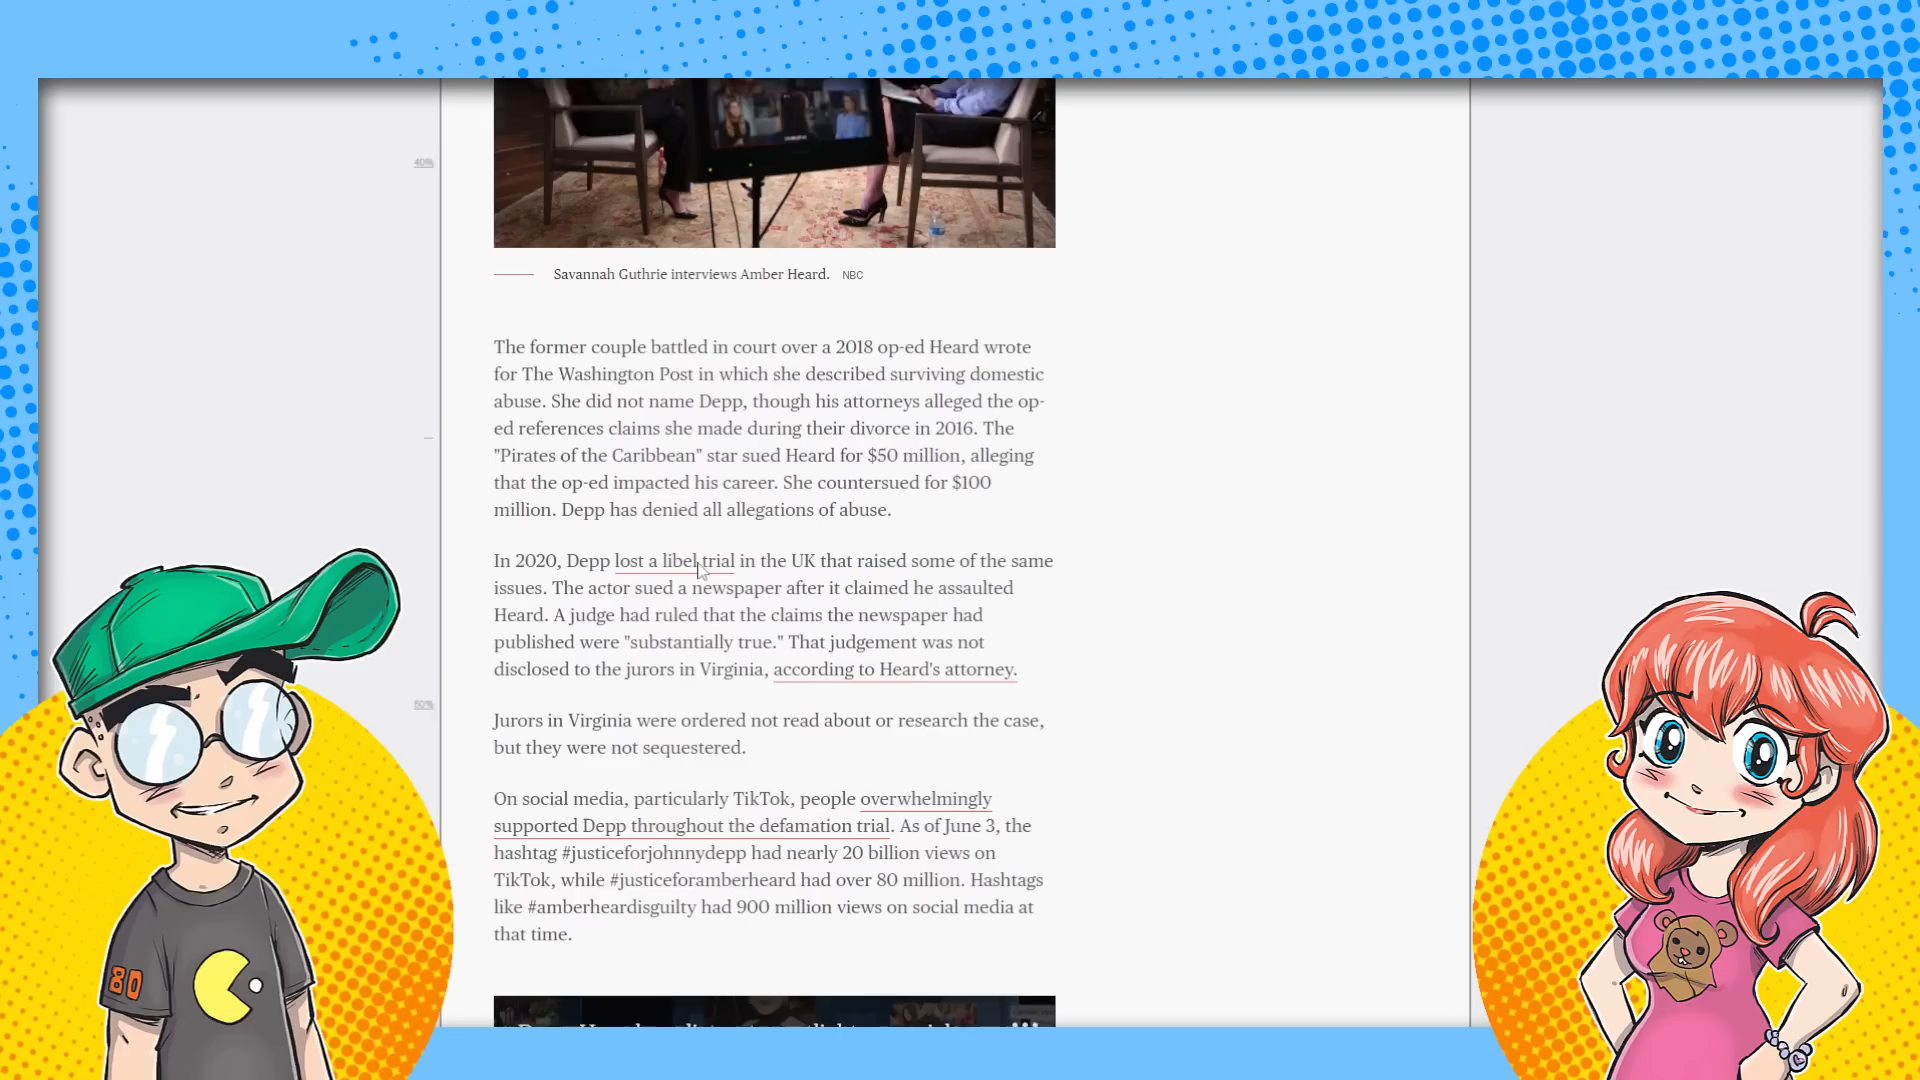 40%
Savannah Guthrie interviews Amber Heard. NBC
The former couple battled in court over a 2018 op-ed Heard wrote
for The Washington Post in which she described surviving domestic
abuse. She did not name Depp, though his attorneys alleged the op-
ed references claims she made during their divorce in 2016. The
"Pirates of the Caribbean" star sued Heard for $50 million, alleging
that the op-ed impacted his career. She countersued for $100
million. Depp has denied all allegations of abuse.
In 2020, Depp lost a libel trial in the UK that raised some of the same
issues. The actor sued a newspaper after it claimed he assaulted
Heard. A judge had ruled that the claims the newspaper had
published were "substantially true." That judgement was not
disclosed to the jurors in Virginia, according to Heard's attorney.
50%
Jurors in Virginia were ordered not read about or research the case,
but they were not sequestered.
On social media, particularly TikTok, people overwhelmingly
supported Depp throughout the defamation trial. As of June 3, the
hashtag #justiceforjohnnydepp had nearly 20 billion views on
TikTok, while #justiceforamberheard had over 80 million. Hashtags
like #amberheardisguilty had 900 million views on social media at
that time.
80